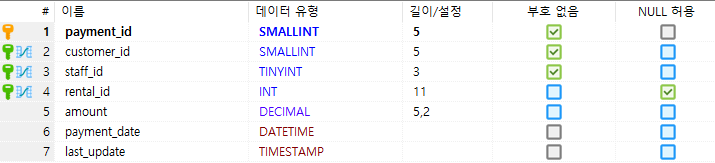 # 이름 데이터 유형 길이/설정 부호 없음 NULL 허용
1 payment_id SMALLINT 5
2 customer_id SMALLINT 5
3 staff_id TINYINT 3
4 rental_id INT 11
5 amount DECIMAL 5,2
6 payment_date DATETIME
7 last_update TIMESTAMP